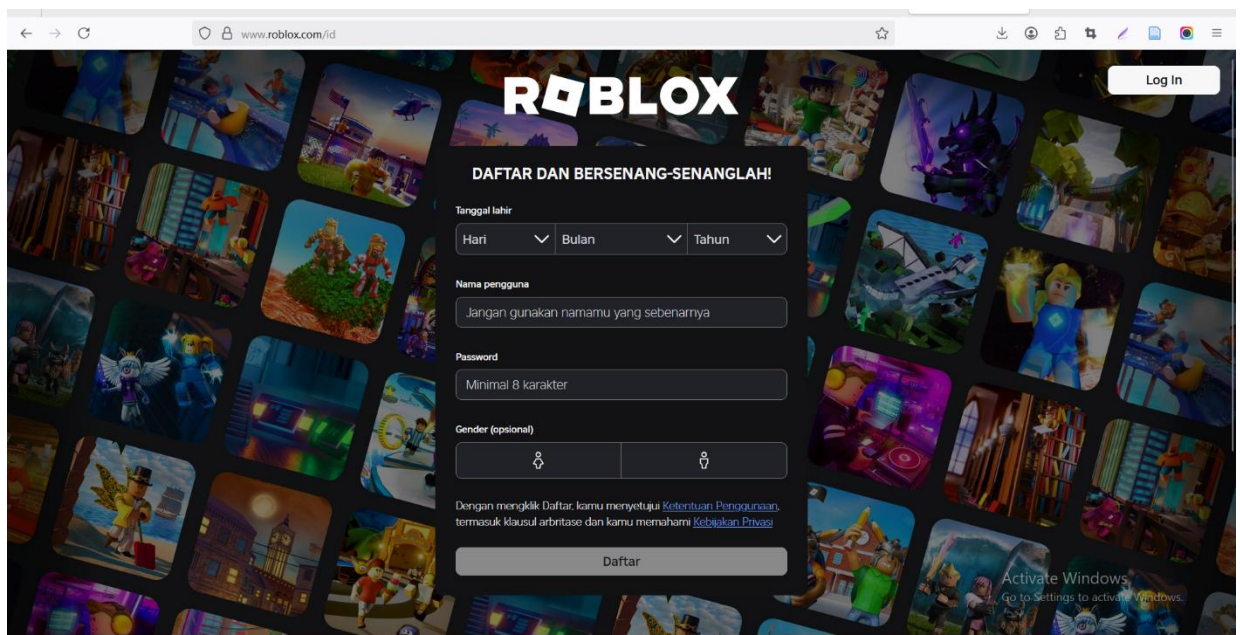 www.roblox.com/id
Log In
ROBLOX
DAFTAR DAN BERSENANG-SENANGLAH!
Tanggal lahir
Hari Bulan Tahun
Nama pengguna
Jangan gunakan namamu yang sebenarnya
Password
Minimal 8 karakter
Gender (opsional)
Dengan mengklik Daftar, kamu menyetujui Ketentuan Penggunaan,
termasuk klausul arbritase dan kamu memahami Kebijakan Privasi
Daftar
Activate Windows
Go to Settings to activate Windows.